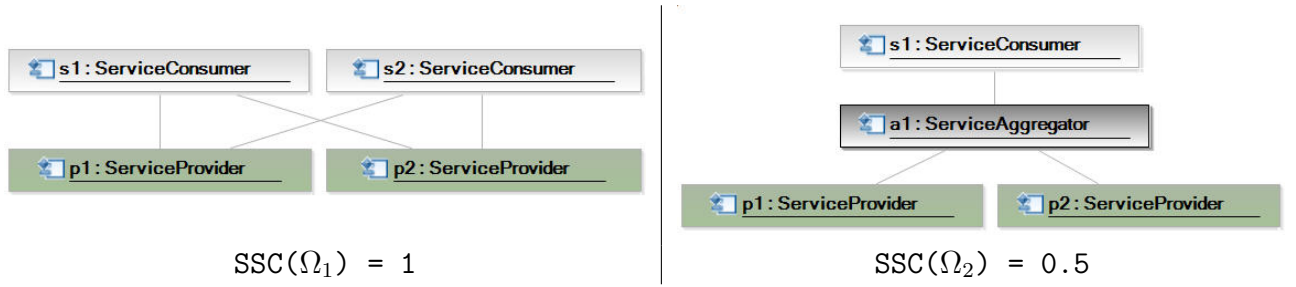 s1 : ServiceConsumer
s2 : ServiceConsumer
p1 : ServiceProvider
p2 : ServiceProvider
SSC(Ω₁) = 1
s1 : ServiceConsumer
a1 : ServiceAggregator
p1 : ServiceProvider
p2 : ServiceProvider
SSC(Ω₂) = 0.5